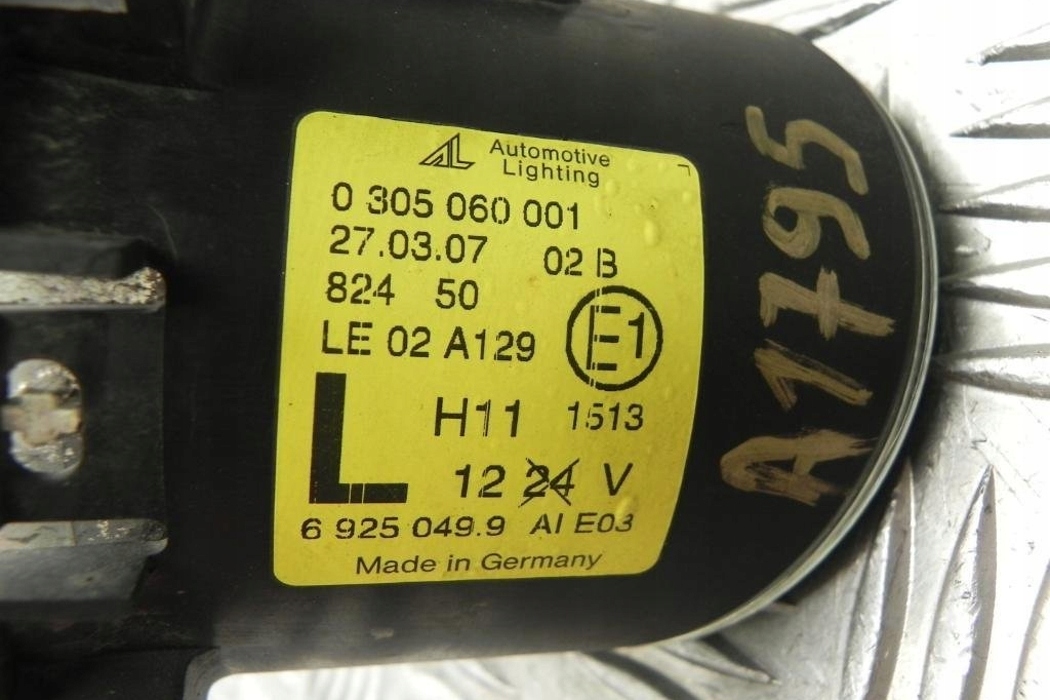 AL Automotive
Lighting
0 305 060 001
27.03.07 02 B
824 50
LE 02 A129 E1
L H11 1513
12 24 V
6 925 049.9 AI E03
Made in Germany
A1795